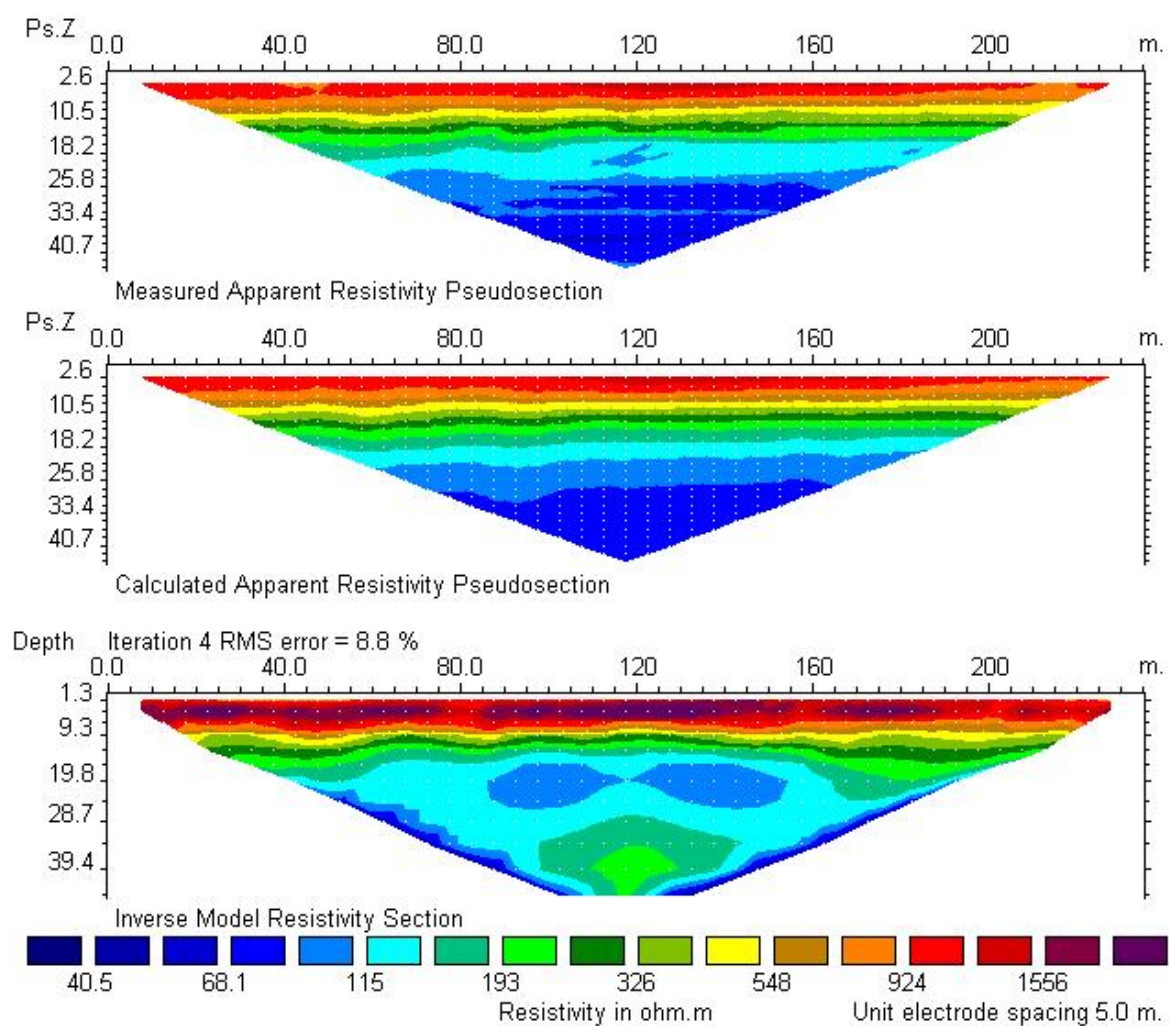 Ps.Z 0.0 40.0 80.0 120 160 200 m.
2.6
10.5
18.2
25.8
33.4
40.7
Measured Apparent Resistivity Pseudosection
Ps.Z 0.0 40.0 80.0 120 160 200 m.
2.6
10.5
18.2
25.8
33.4
40.7
Calculated Apparent Resistivity Pseudosection
Depth Iteration 4 RMS error = 8.8 %
0.0 40.0 80.0 120 160 200 m.
1.3
9.3
19.8
28.7
39.4
Inverse Model Resistivity Section
40.5 68.1 115 193 326 548 924 1556
Resistivity in ohm.m Unit electrode spacing 5.0 m.